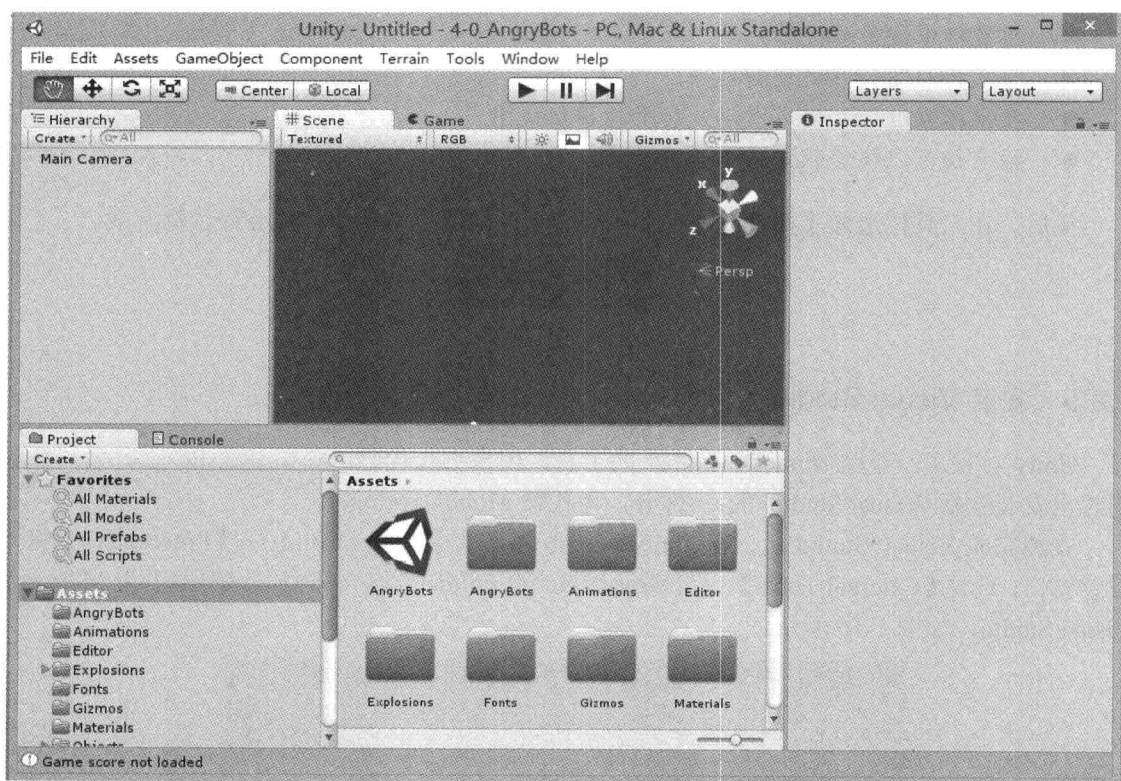 Unity - Untitled - 4-0_AngryBots - PC, Mac & Linux Standalone
File Edit Assets GameObject Component Terrain Tools Window Help
Center Local Layers Layout
Hierarchy Scene Game Inspector
Create All Textured RGB Gizmos All
Main Camera
y
x
z
Persp
Project Console
Create
Favorites
All Materials
All Models
All Prefabs
All Scripts
Assets
AngryBots
Animations
Editor
Explosions
Fonts
Gizmos
Materials
Objects
Assets
AngryBots AngryBots Animations Editor
Explosions Fonts Gizmos Materials
Game score not loaded